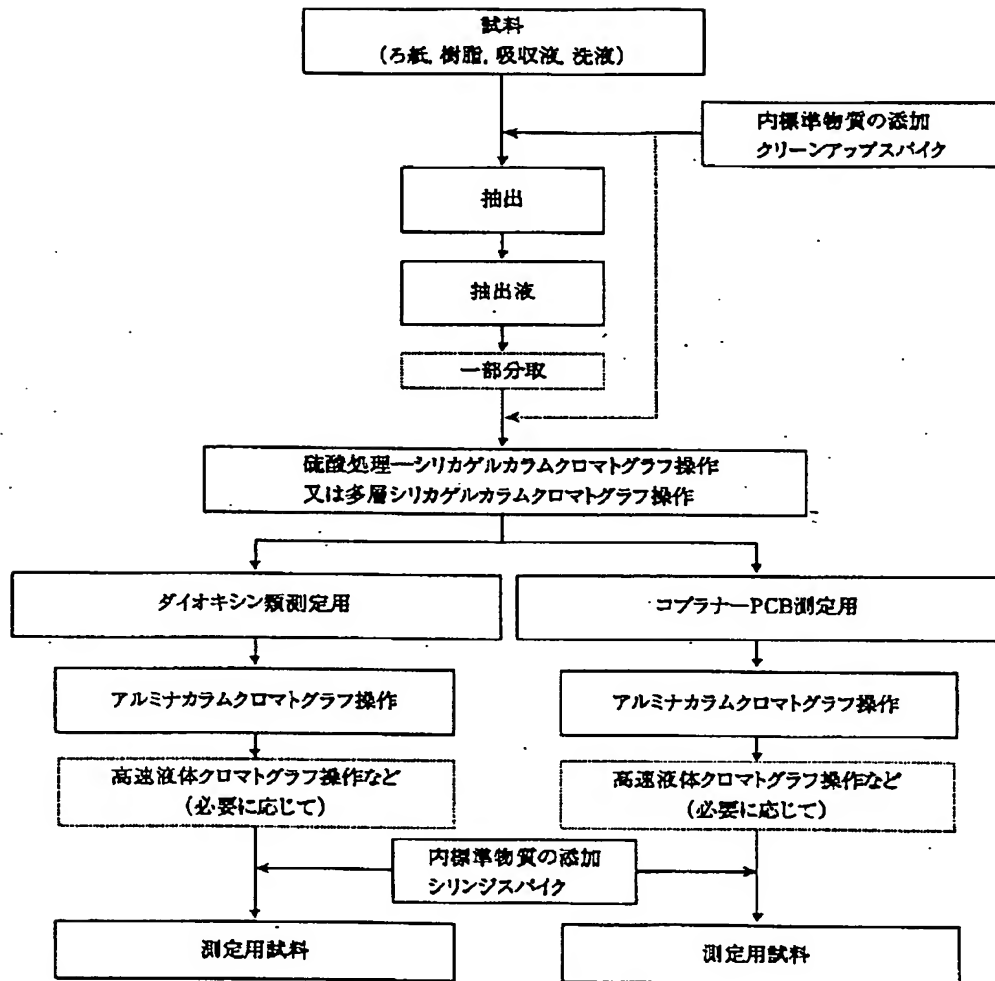 試料
(ろ紙, 樹脂, 吸収液, 洗液)
内標準物質の添加
クリーンアップスパイク
抽出
抽出液
一部分取
硫酸処理ーシリカゲルカラムクロマトグラフ操作
又は多層シリカゲルカラムクロマトグラフ操作
ダイオキシン類測定用
コプラナーPCB測定用
アルミナカラムクロマトグラフ操作
アルミナカラムクロマトグラフ操作
高速液体クロマトグラフ操作など
(必要に応じて)
高速液体クロマトグラフ操作など
(必要に応じて)
内標準物質の添加
シリンジスパイク
測定用試料
測定用試料